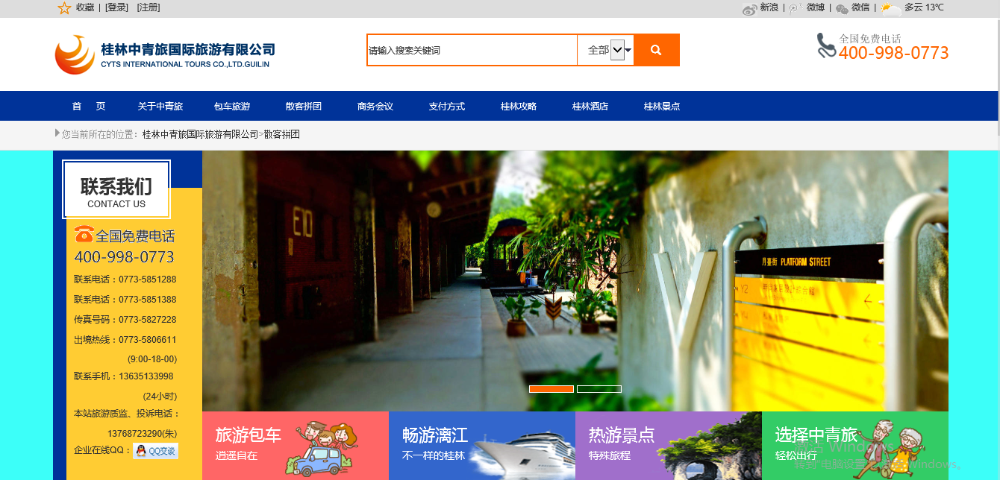 收藏 | [登录] [注册]
新浪 | 微博 | 微信 | 多云 13℃
桂林中青旅国际旅游有限公司
CYTS INTERNATIONAL TOURS CO.,LTD.GUILIN
请输入搜索关键词
全部
全国免费电话
400-998-0773
首 页 关于中青旅 包车旅游 散客拼团 商务会议 支付方式 桂林攻略 桂林酒店 桂林景点
您当前所在的位置：桂林中青旅国际旅游有限公司>散客拼团
联系我们
CONTACT US
全国免费电话
400-998-0773
联系电话：0773-5851288
联系电话：0773-5851388
传真号码：0773-5827228
出境热线：0773-5806611
(9:00-18-00)
联系手机：13635133998
(24小时)
本站旅游质监、投诉电话：
13768723290(朱)
企业在线QQ： QQ交谈
E10
月臺街 PLATFORM STREET
Y2
Y4
旅游包车
逍遥自在
畅游漓江
不一样的桂林
热游景点
特殊旅程
选择中青旅
轻松出行
激活 Windows
转到"电脑设置"以激活 Windows。